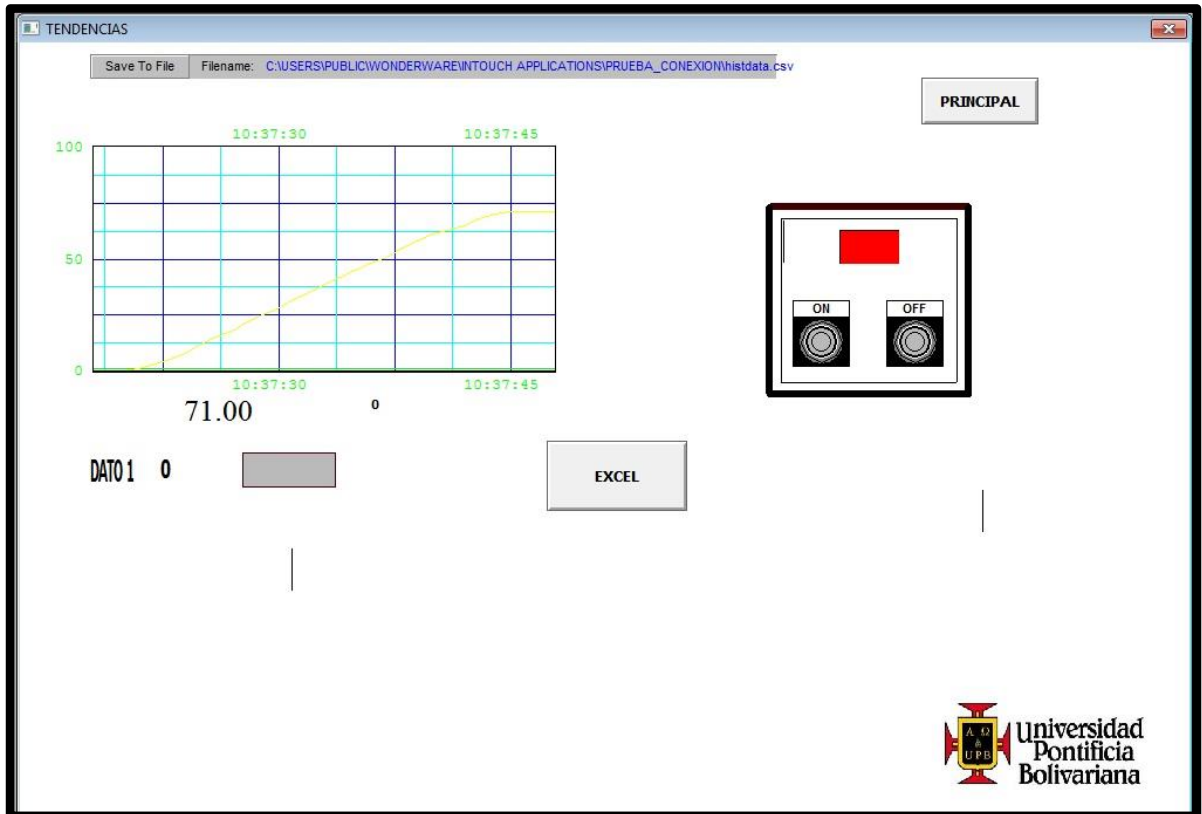 TENDENCIAS
Save To File Filename: C:\USERS\PUBLIC\WONDERWARE\INTOUCH APPLICATIONS\PRUEBA_CONEXION\histdata.csv
PRINCIPAL
10:37:30 10:37:45
100
50
0
10:37:30 10:37:45
71.00 0
ON OFF
DATO 1 0
EXCEL
Α Ω
&
UPB
Universidad
Pontificia
Bolivariana